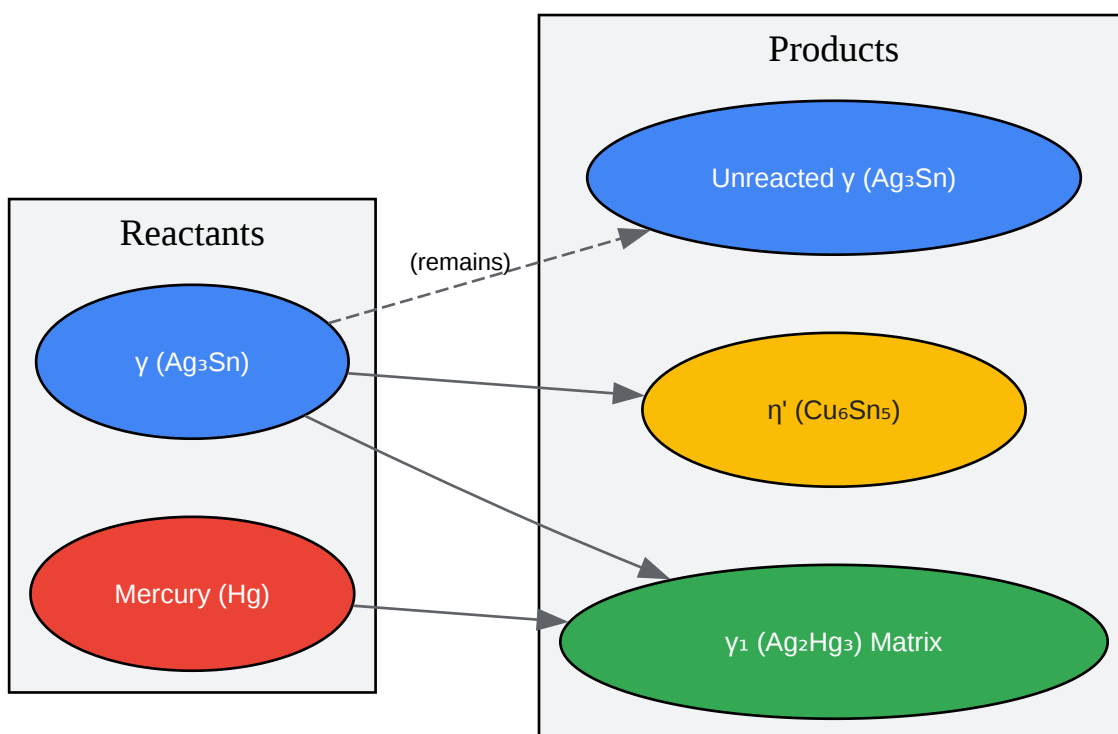 Reactants
γ (Ag₃Sn)
Mercury (Hg)
(remains)
Products
Unreacted γ (Ag₃Sn)
η' (Cu₆Sn₅)
γ₁ (Ag₂Hg₃) Matrix